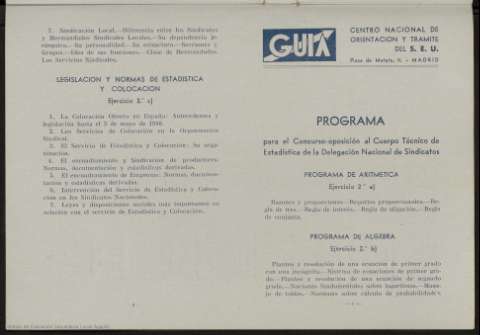 7. Sindicación Local.—Diferencia entre los Sindicatos
y Hermandades Sindicales Locales.—Su dependencia je-
rárquica.—Su personalidad.—Su estructura.—Secciones y
Grupos.—Idea de sus funciones.—Clase de Hermandades.
Los Servicios Sindicales.
LEGISLACION Y NORMAS DE ESTADISTICA
Y COLOCACION
Ejercicio 3.º c)
1. La Colocación Obrera en España: Antecedentes y
legislación hasta el 3 de mayo de 1940.
2. Los Servicios de Colocación en la Organización
Sindical.
3. El Servicio de Estadística y Colocación: Su orga-
nización.
4. El encuadramiento y Sindicación de productores:
Normas, documentación y estadísticas derivadas.
5. El encuadramiento de Empresas: Normas, documen-
tación y estadísticas derivadas.
6. Intervención del Servicio de Estadística y Coloca-
ción en los Sindicatos Nacionales.
7. Leyes y disposiciones sociales más importantes en
relación con el servicio de Estadística y Colocación.
GUIA
CENTRO NACIONAL DE
ORIENTACION Y TRAMITE
DEL S. E. U.
Plaza de Matute, - MADRID
PROGRAMA
para el Concurso-oposición al Cuerpo Técnico de
Estadística de la Delegación Nacional de Sindicatos
PROGRAMA DE ARITMETICA
Ejercicio 2.º a)
Razones y proporciones.—Repartos proporcionales.—Re-
gla de tres.—Regla de interés.—Regla de aligación.—Regla
de conjunta.
PROGRAMA DE ALGEBRA
Ejercicio 2.º b)
Planteo y resolución de una ecuación de primer grado
con una incógnita.—Sistema de ecuaciones de primer gra-
do.—Planteo y resolución de una ecuación de segundo
grado.—Nociones fundamentales sobre logaritmos.—Mane-
jo de tablas.—Nociones sobre cálculo de probabilidades